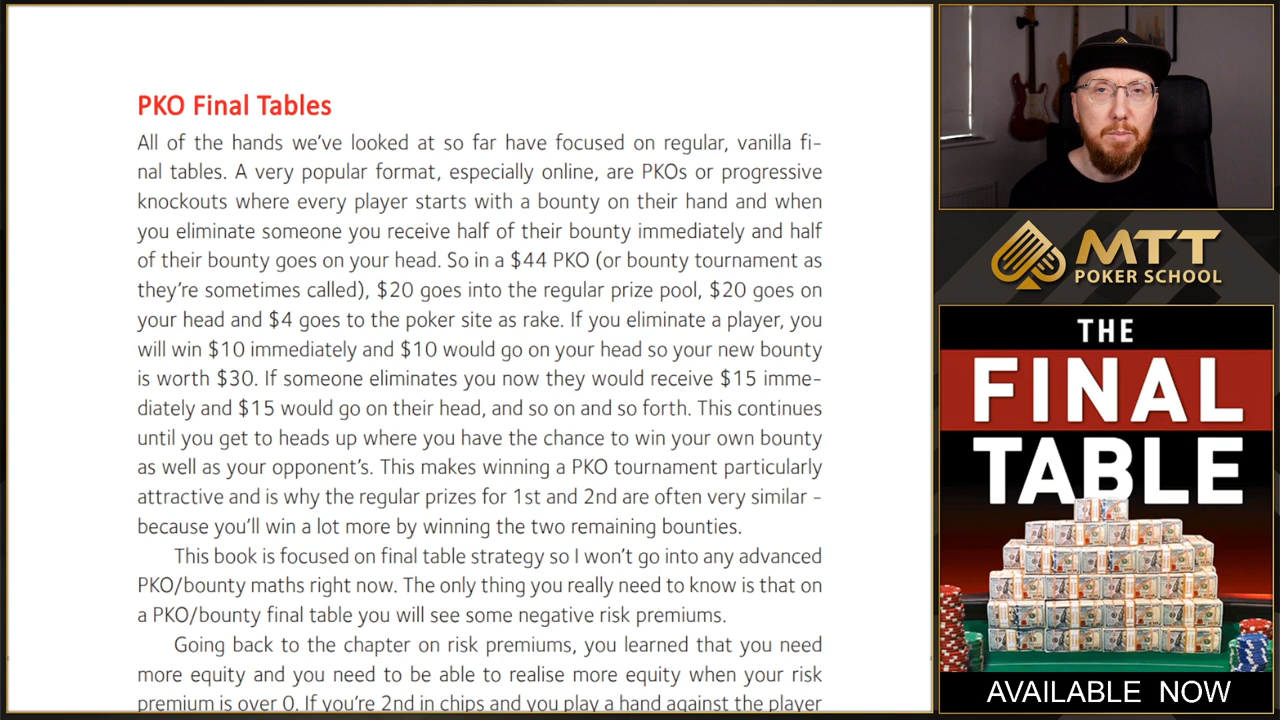 PKO Final Tables
All of the hands we've looked at so far have focused on regular, vanilla fi-
nal tables. A very popular format, especially online, are PKOs or progressive
knockouts where every player starts with a bounty on their hand and when
you eliminate someone you receive half of their bounty immediately and half
of their bounty goes on your head. So in a $44 PKO (or bounty tournament as
they're sometimes called), $20 goes into the regular prize pool, $20 goes on
your head and $4 goes to the poker site as rake. If you eliminate a player, you
will win $10 immediately and $10 would go on your head so your new bounty
is worth $30. If someone eliminates you now they would receive $15 imme-
diately and $15 would go on their head, and so on and so forth. This continues
until you get to heads up where you have the chance to win your own bounty
as well as your opponent's. This makes winning a PKO tournament particularly
attractive and is why the regular prizes for 1st and 2nd are often very similar -
because you'll win a lot more by winning the two remaining bounties.
This book is focused on final table strategy so I won't go into any advanced
PKO/bounty maths right now. The only thing you really need to know is that on
a PKO/bounty final table you will see some negative risk premiums.
Going back to the chapter on risk premiums, you learned that you need
more equity and you need to be able to realise more equity when your risk
premium is over 0. If you're 2nd in chips and you play a hand against the player
MTT
POKER SCHOOL
THE
FINAL
TABLE
AVAILABLE NOW